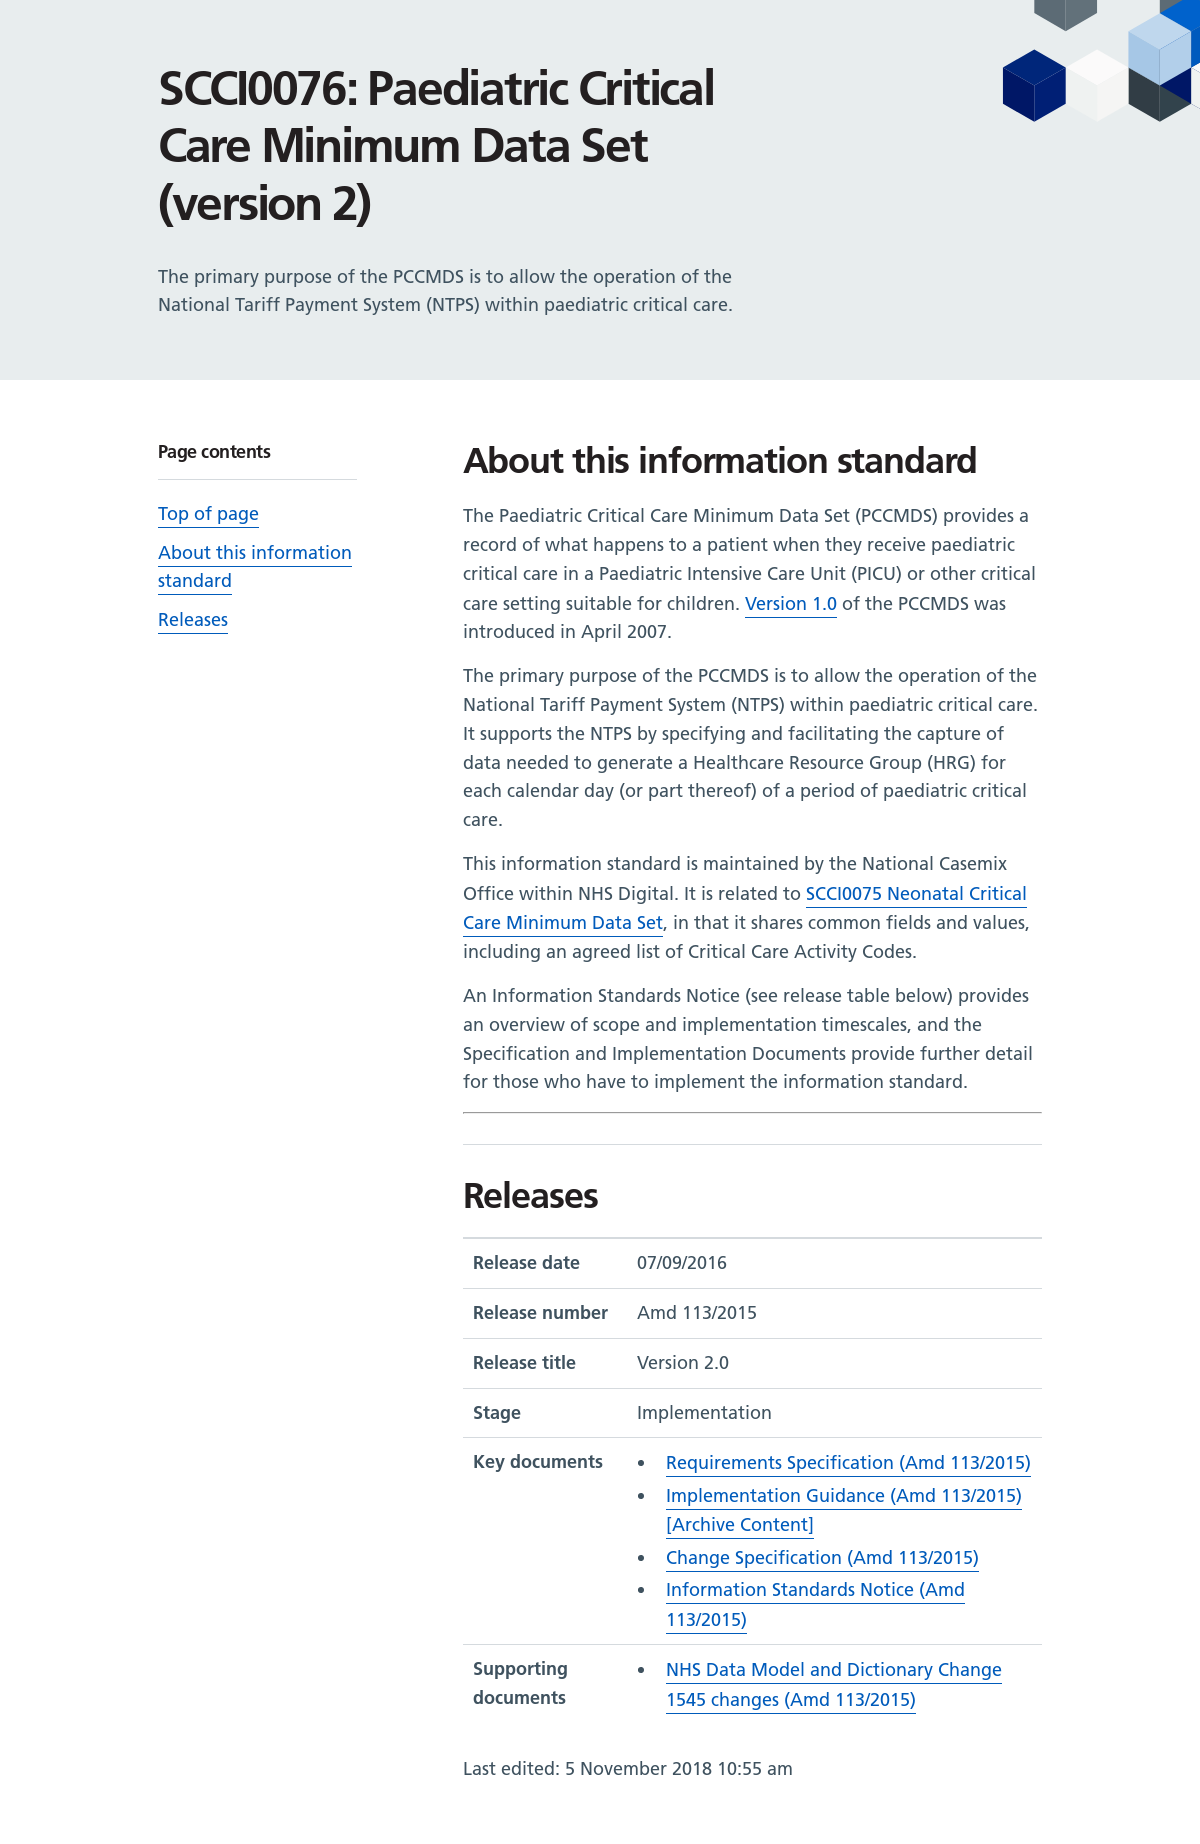 SCCI0076: Paediatric Critical
Care Minimum Data Set
(version 2)
The primary purpose of the PCCMDS is to allow the operation of the
National Tariff Payment System (NTPS) within paediatric critical care.
Page contents
Top of page
About this information
standard
Releases
About this information standard
The Paediatric Critical Care Minimum Data Set (PCCMDS) provides a
record of what happens to a patient when they receive paediatric
critical care in a Paediatric Intensive Care Unit (PICU) or other critical
care setting suitable for children. Version 1.0 of the PCCMDS was
introduced in April 2007.
The primary purpose of the PCCMDS is to allow the operation of the
National Tariff Payment System (NTPS) within paediatric critical care.
It supports the NTPS by specifying and facilitating the capture of
data needed to generate a Healthcare Resource Group (HRG) for
each calendar day (or part thereof) of a period of paediatric critical
care.
This information standard is maintained by the National Casemix
Office within NHS Digital. It is related to SCCI0075 Neonatal Critical
Care Minimum Data Set, in that it shares common fields and values,
including an agreed list of Critical Care Activity Codes.
An Information Standards Notice (see release table below) provides
an overview of scope and implementation timescales, and the
Specification and Implementation Documents provide further detail
for those who have to implement the information standard.
Releases
Release date 07/09/2016
Release number Amd 113/2015
Release title Version 2.0
Stage Implementation
Key documents • Requirements Specification (Amd 113/2015)
• Implementation Guidance (Amd 113/2015)
[Archive Content]
• Change Specification (Amd 113/2015)
• Information Standards Notice (Amd
113/2015)
Supporting • NHS Data Model and Dictionary Change
documents 1545 changes (Amd 113/2015)
Last edited: 5 November 2018 10:55 am